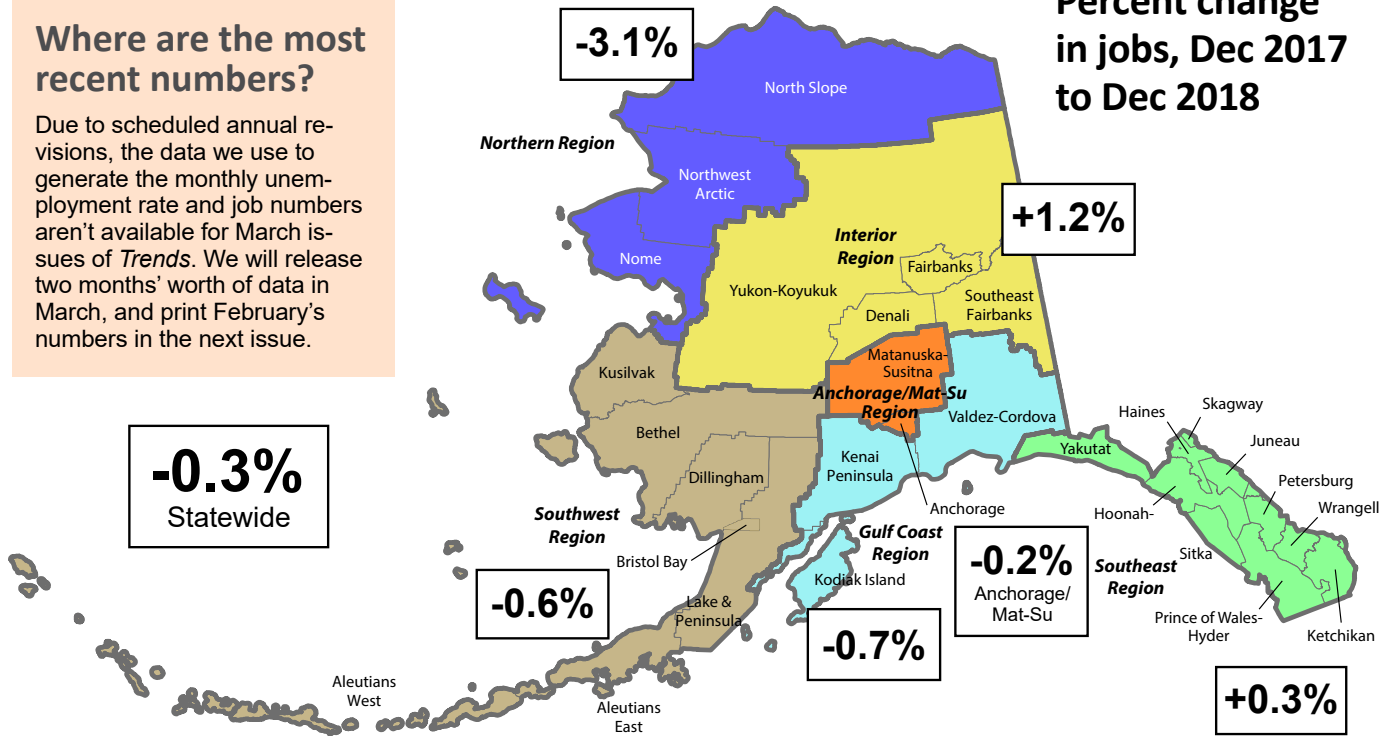 Where are the most
recent numbers?
Due to scheduled annual re-
visions, the data we use to
generate the monthly unem-
ployment rate and job numbers
aren't available for March is-
sues of Trends. We will release
two months' worth of data in
March, and print February's
numbers in the next issue.
Percent change
in jobs, Dec 2017
to Dec 2018
-3.1%
North Slope
Northern Region
Northwest
Arctic
Nome
+1.2%
Interior
Region
Fairbanks
Yukon-Koyukuk
Southeast
Fairbanks
Denali
Matanuska-
Susitna
Anchorage/Mat-Su
Region
Kusilvak
Bethel
Dillingham
Valdez-Cordova
Kenai
Peninsula
Yakutat
Haines
Skagway
Juneau
Petersburg
Wrangell
Hoonah-
Sitka
Southeast
Region
Prince of Wales-
Hyder
Ketchikan
-0.3%
Statewide
Southwest
Region
Bristol Bay
Anchorage
Gulf Coast
Region
Kodiak Island
-0.2%
Anchorage/
Mat-Su
-0.6%
Lake &
Peninsula
-0.7%
+0.3%
Aleutians
West
Aleutians
East